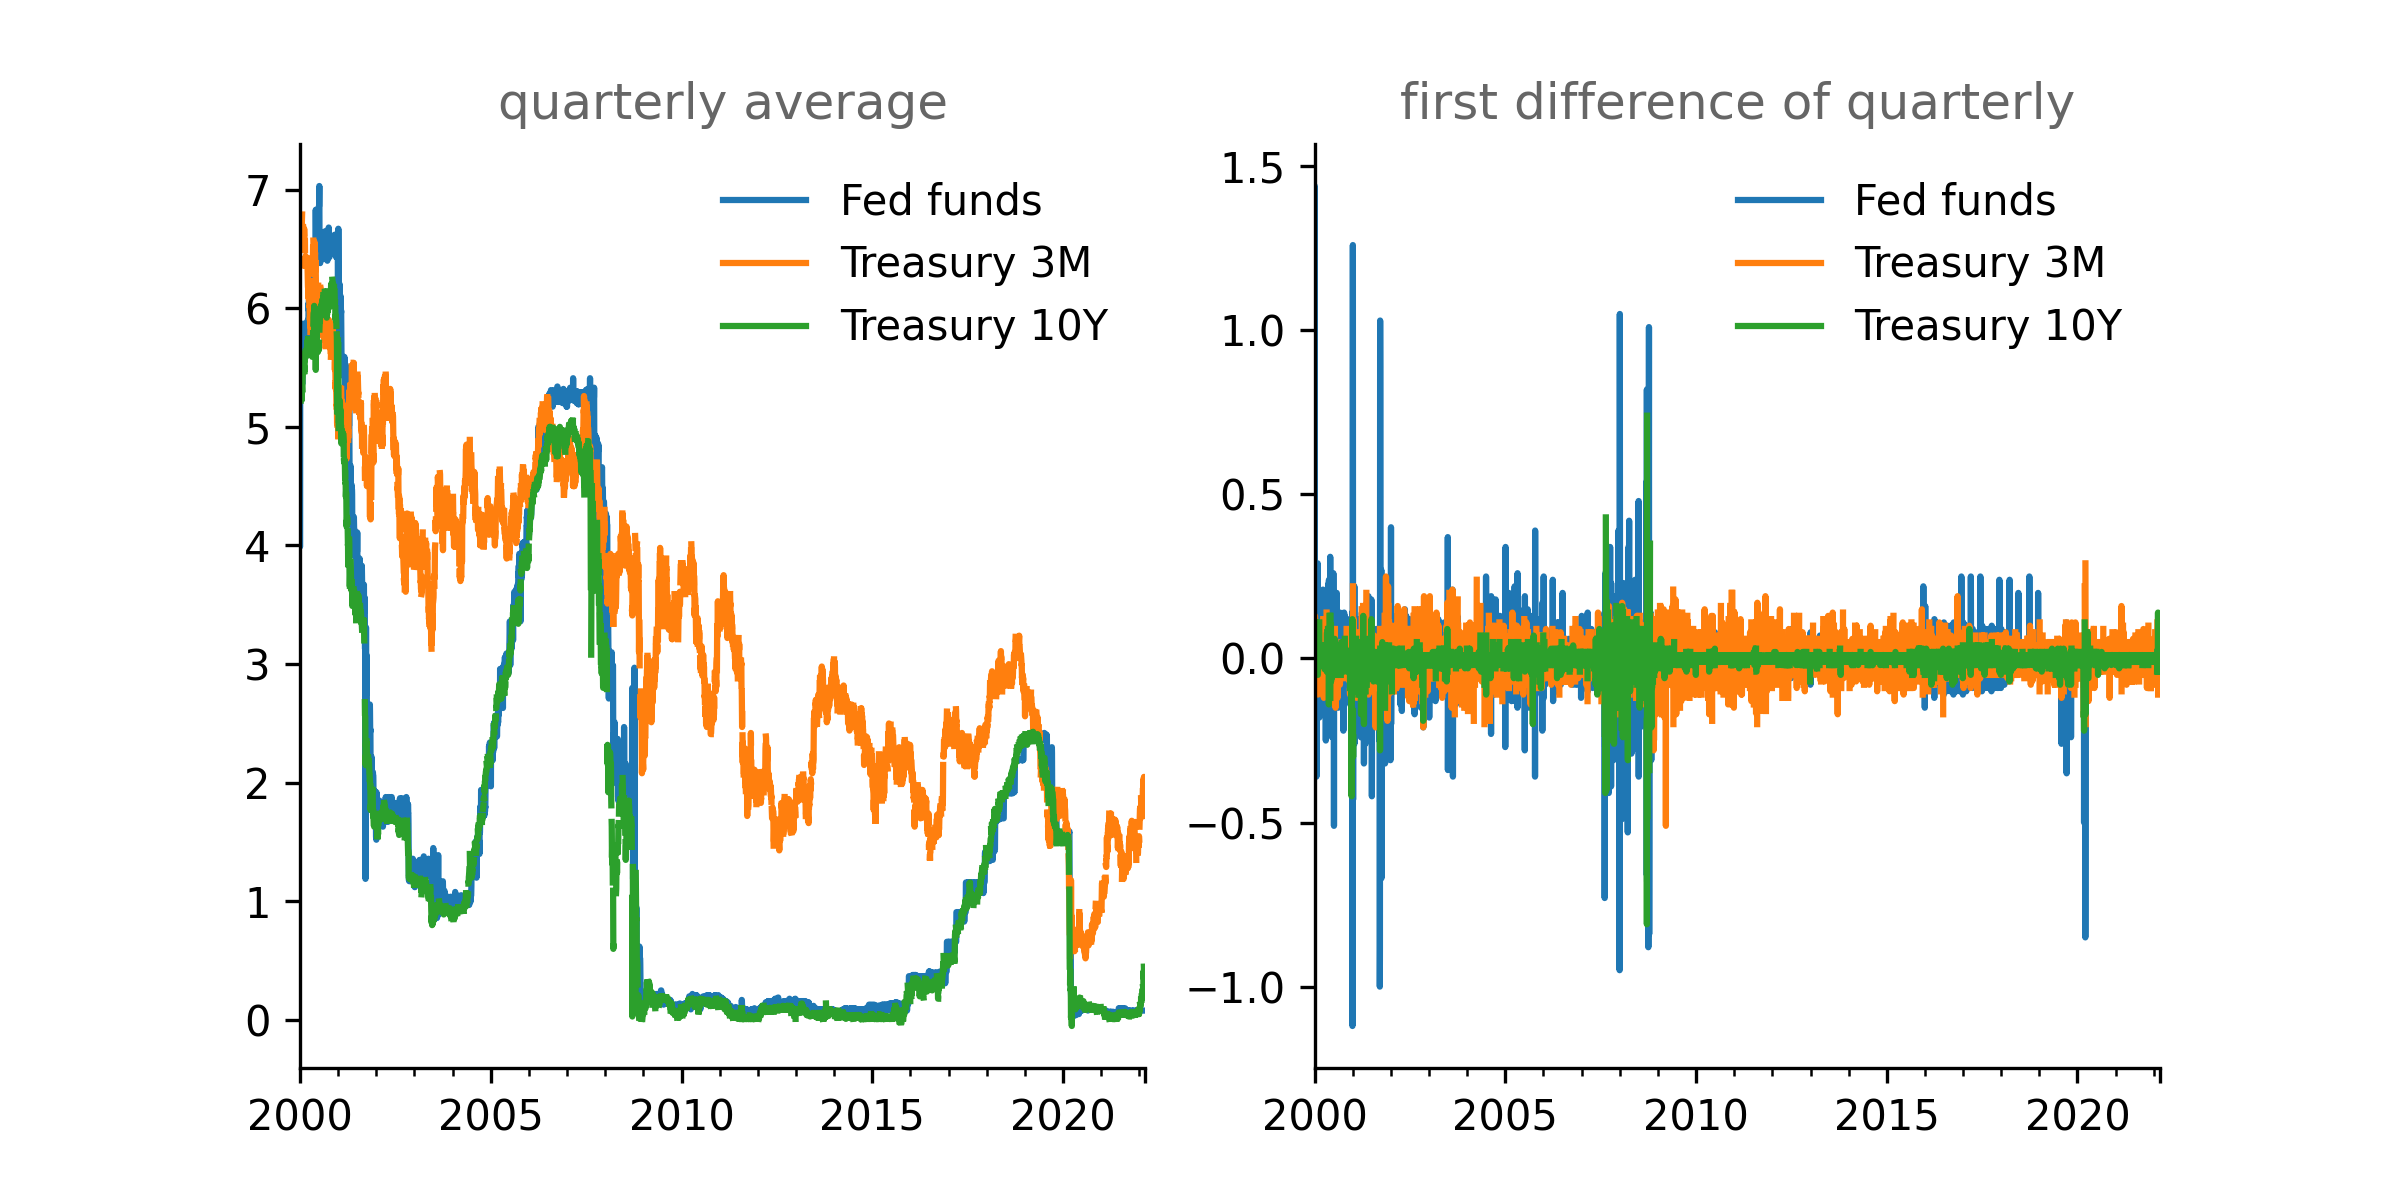 quarterly average
7
6
5
4
3
2
1
0
2000 2005 2010 2015 2020
Fed funds
Treasury 3M
Treasury 10Y
first difference of quarterly
1.5
1.0
0.5
0.0
−0.5
−1.0
2000 2005 2010 2015 2020
Fed funds
Treasury 3M
Treasury 10Y